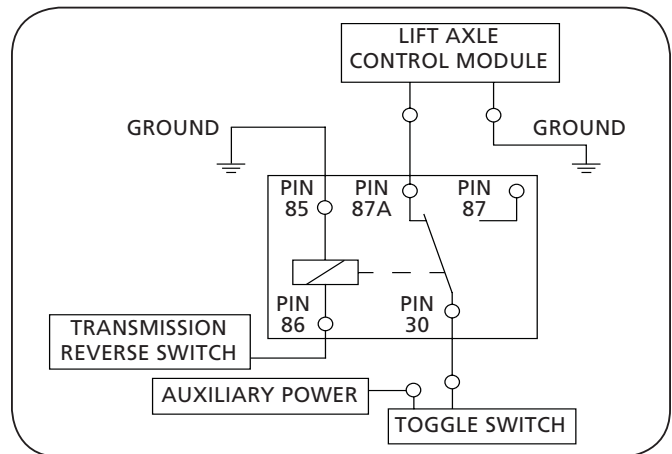 LIFT AXLE
CONTROL MODULE
GROUND
GROUND
PIN
85
PIN
87A
PIN
87
PIN
86
PIN
30
TRANSMISSION
REVERSE SWITCH
AUXILIARY POWER
TOGGLE SWITCH